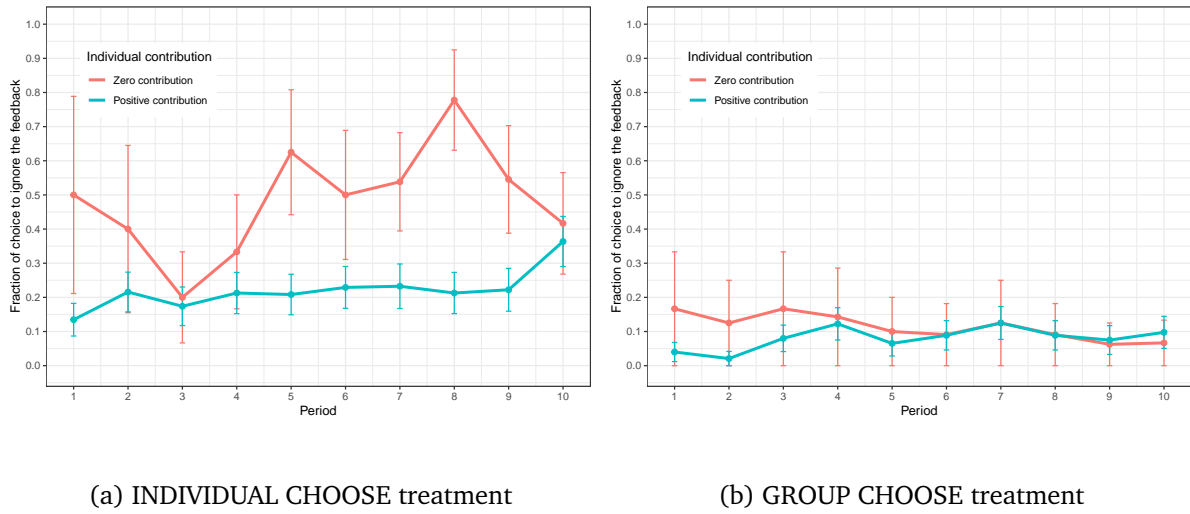 1.0
0.9
0.8
0.7
0.6
0.5
0.4
0.3
0.2
0.1
0.0
Fraction of choice to ignore the feedback
Individual contribution
Zero contribution
Positive contribution
1 2 3 4 5 6 7 8 9 10
Period
(a) INDIVIDUAL CHOOSE treatment
1.0
0.9
0.8
0.7
0.6
0.5
0.4
0.3
0.2
0.1
0.0
Fraction of choice to ignore the feedback
Individual contribution
Zero contribution
Positive contribution
1 2 3 4 5 6 7 8 9 10
Period
(b) GROUP CHOOSE treatment